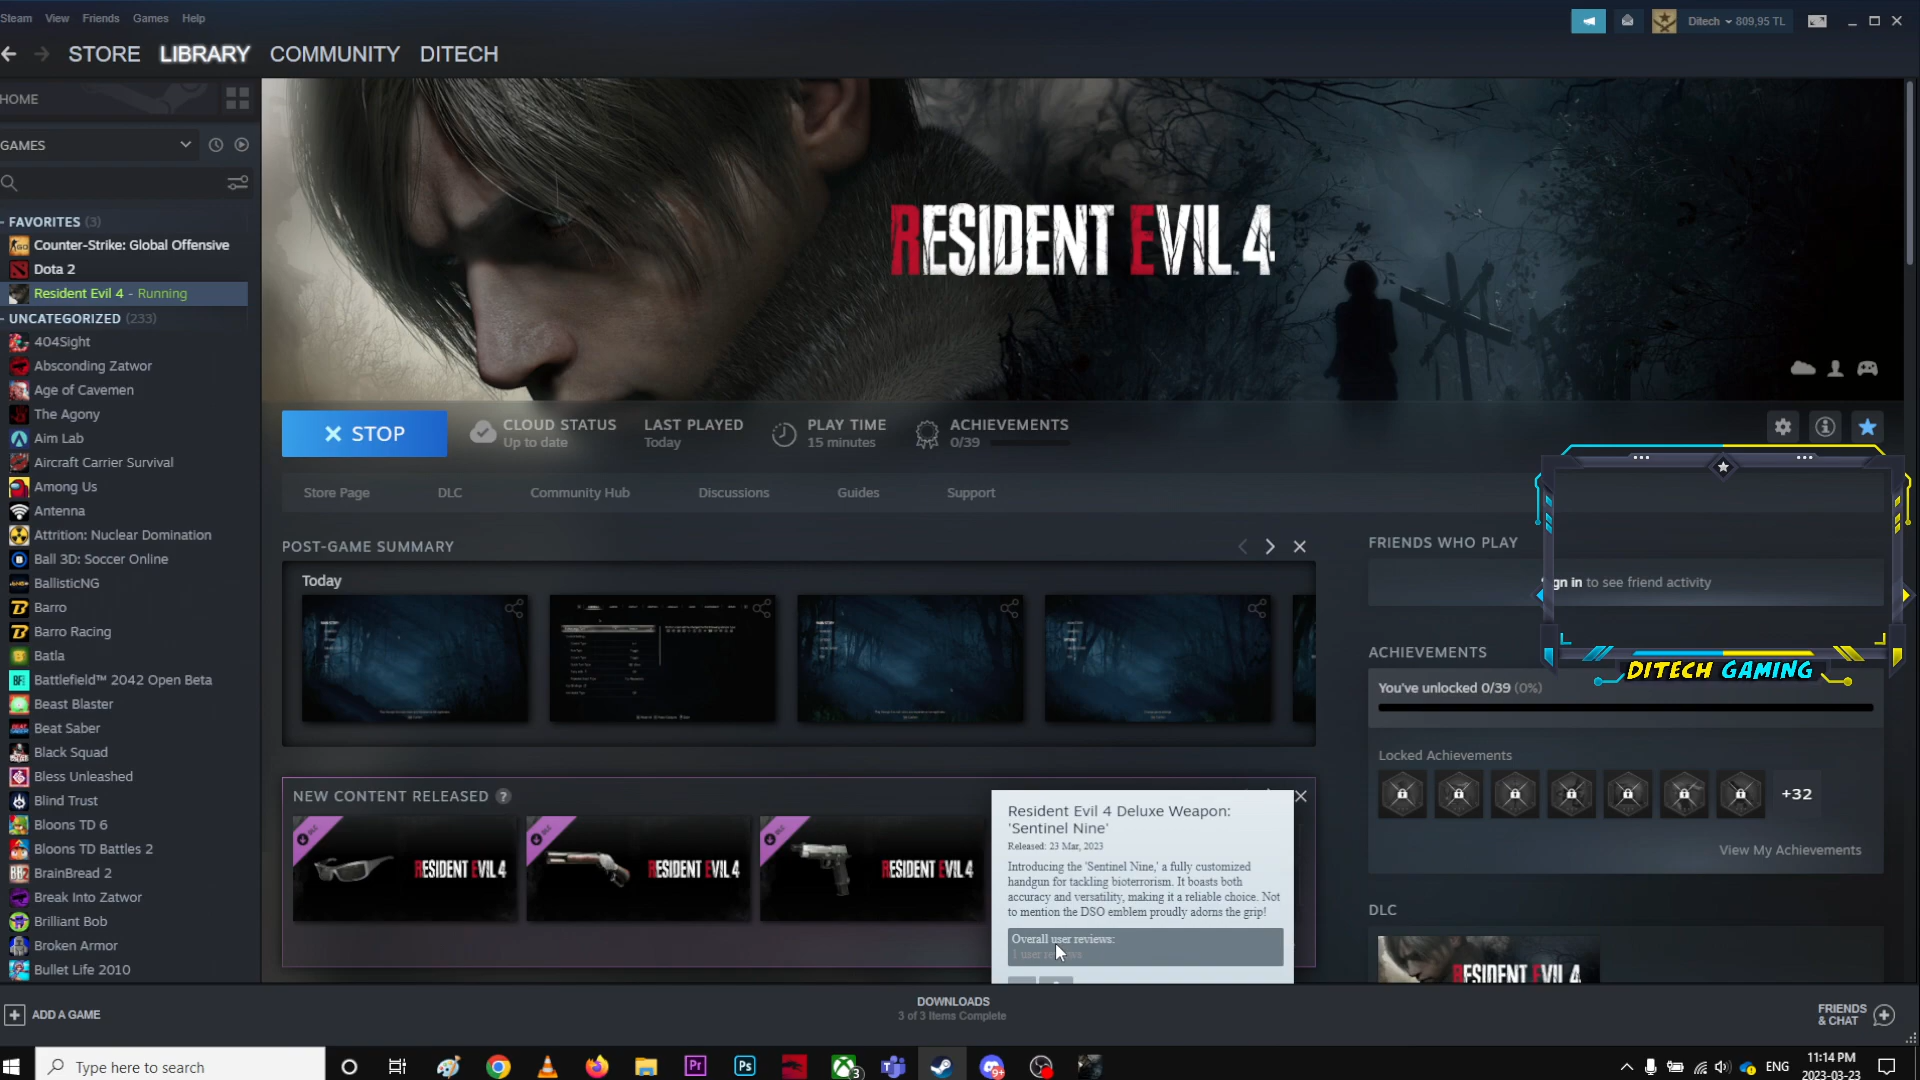 Steam View Friends Games Help
Ditech 809,95 TL
STORE LIBRARY COMMUNITY DITECH
HOME
GAMES
- FAVORITES (3)
Counter-Strike: Global Offensive
Dota 2
Resident Evil 4 - Running
- UNCATEGORIZED (233)
404Sight
Absconding Zatwor
Age of Cavemen
The Agony
Aim Lab
Aircraft Carrier Survival
Among Us
Antenna
Attrition: Nuclear Domination
Ball 3D: Soccer Online
BallisticNG
Barro
Barro Racing
Batla
Battlefield™ 2042 Open Beta
Beast Blaster
Beat Saber
Black Squad
Bless Unleashed
Blind Trust
Bloons TD 6
Bloons TD Battles 2
BrainBread 2
Break Into Zatwor
Brilliant Bob
Broken Armor
Bullet Life 2010
RESIDENT EVIL 4
STOP
CLOUD STATUS
Up to date
LAST PLAYED
Today
PLAY TIME
15 minutes
ACHIEVEMENTS
0/39
Store Page DLC Community Hub Discussions Guides Support
POST-GAME SUMMARY
Today
NEW CONTENT RELEASED ?
RESIDENT EVIL 4
RESIDENT EVIL 4
RESIDENT EVIL 4
Resident Evil 4 Deluxe Weapon:
'Sentinel Nine'
Released: 23 Mar, 2023
Introducing the 'Sentinel Nine,' a fully customized
handgun for tackling bioterrorism. It boasts both
accuracy and versatility, making it a reliable choice. Not
to mention the DSO emblem proudly adorns the grip!
Overall user reviews:
1 user
FRIENDS WHO PLAY
in to see friend activity
DITECH GAMING
ACHIEVEMENTS
You've unlocked 0/39 (0%)
Locked Achievements
+32
View My Achievements
DLC
RESIDENT EVIL 4
ADD A GAME
DOWNLOADS
3 of 3 Items Complete
FRIENDS
& CHAT
Type here to search
Pr
Ps
3
9+
ENG
11:14 PM
2023-03-23